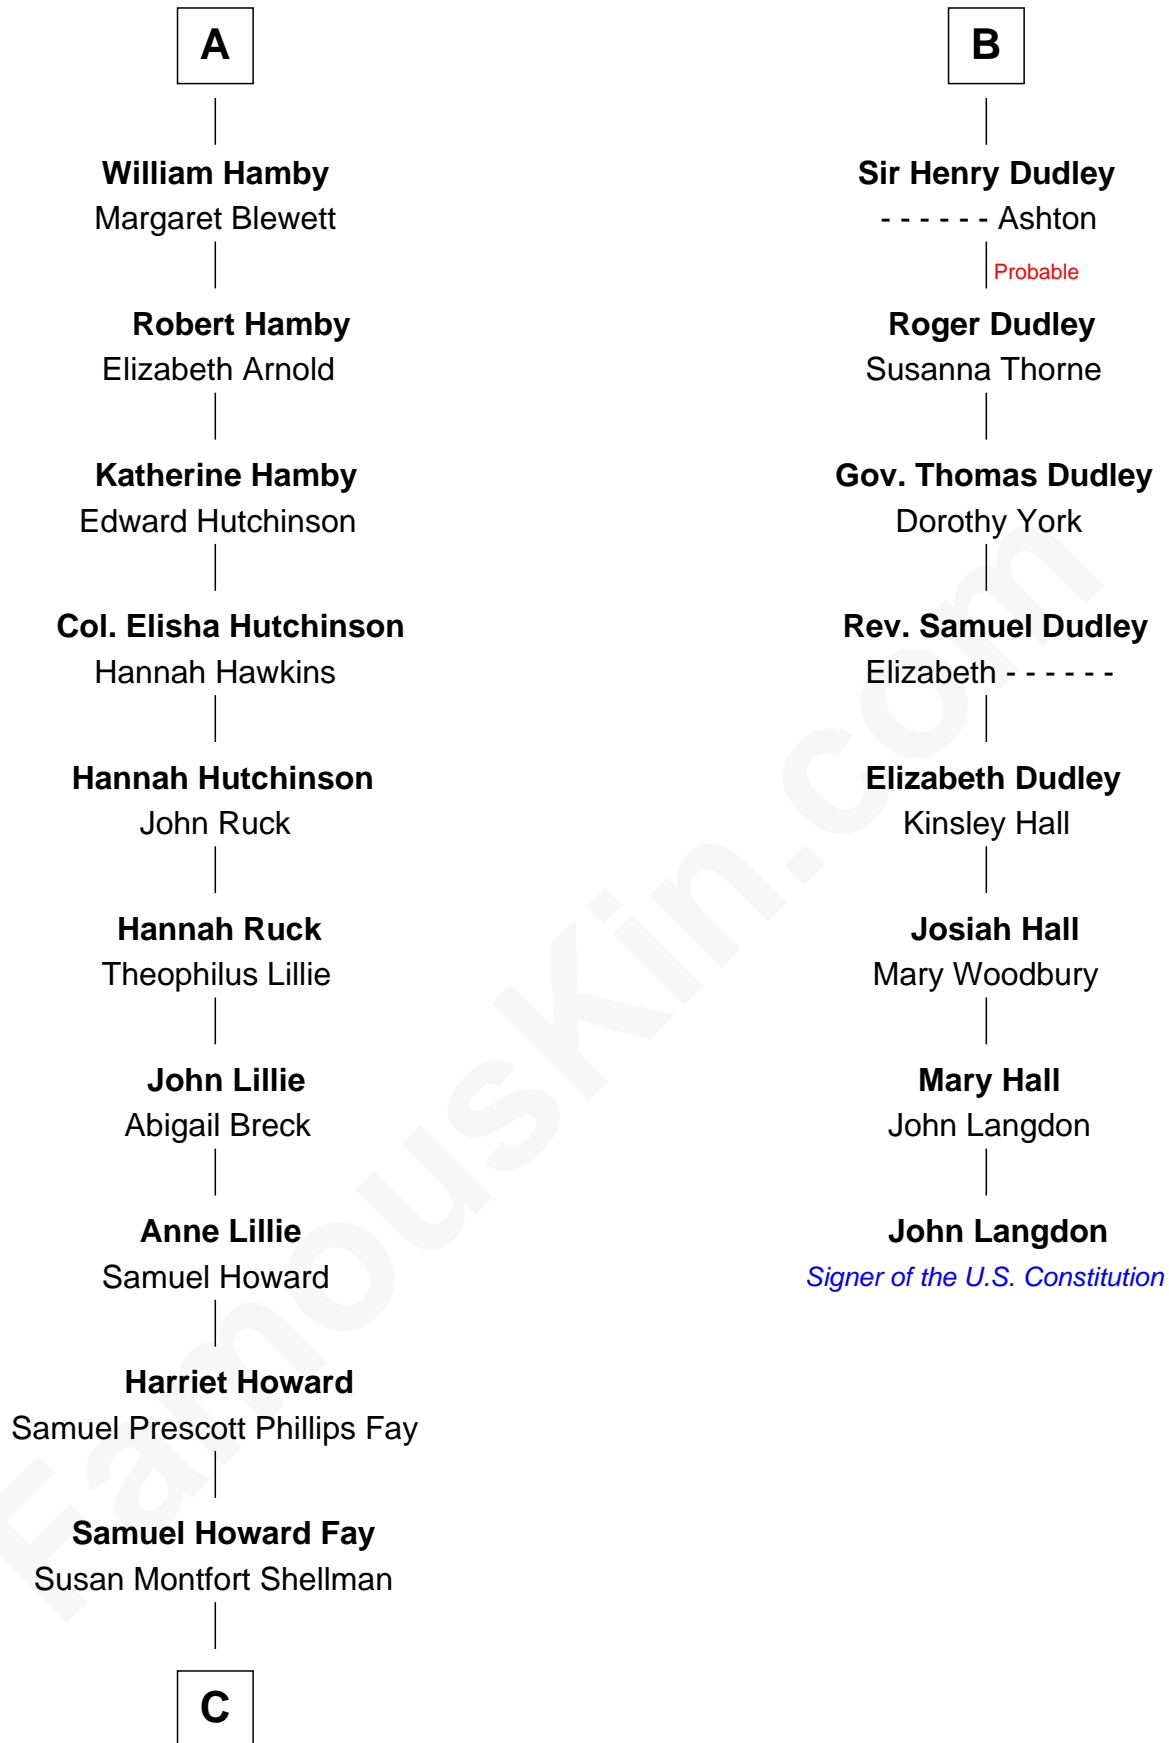 A
William Hamby
Margaret Blewett
Robert Hamby
Elizabeth Arnold
Katherine Hamby
Edward Hutchinson
Col. Elisha Hutchinson
Hannah Hawkins
Hannah Hutchinson
John Ruck
Hannah Ruck
Theophilus Lillie
John Lillie
Abigail Breck
Anne Lillie
Samuel Howard
Harriet Howard
Samuel Prescott Phillips Fay
Samuel Howard Fay
Susan Montfort Shellman
C
B
Sir Henry Dudley
- - - - - - Ashton
Probable
Roger Dudley
Susanna Thorne
Gov. Thomas Dudley
Dorothy York
Rev. Samuel Dudley
Elizabeth - - - - - -
Elizabeth Dudley
Kinsley Hall
Josiah Hall
Mary Woodbury
Mary Hall
John Langdon
John Langdon
Signer of the U.S. Constitution
FamousKin.com